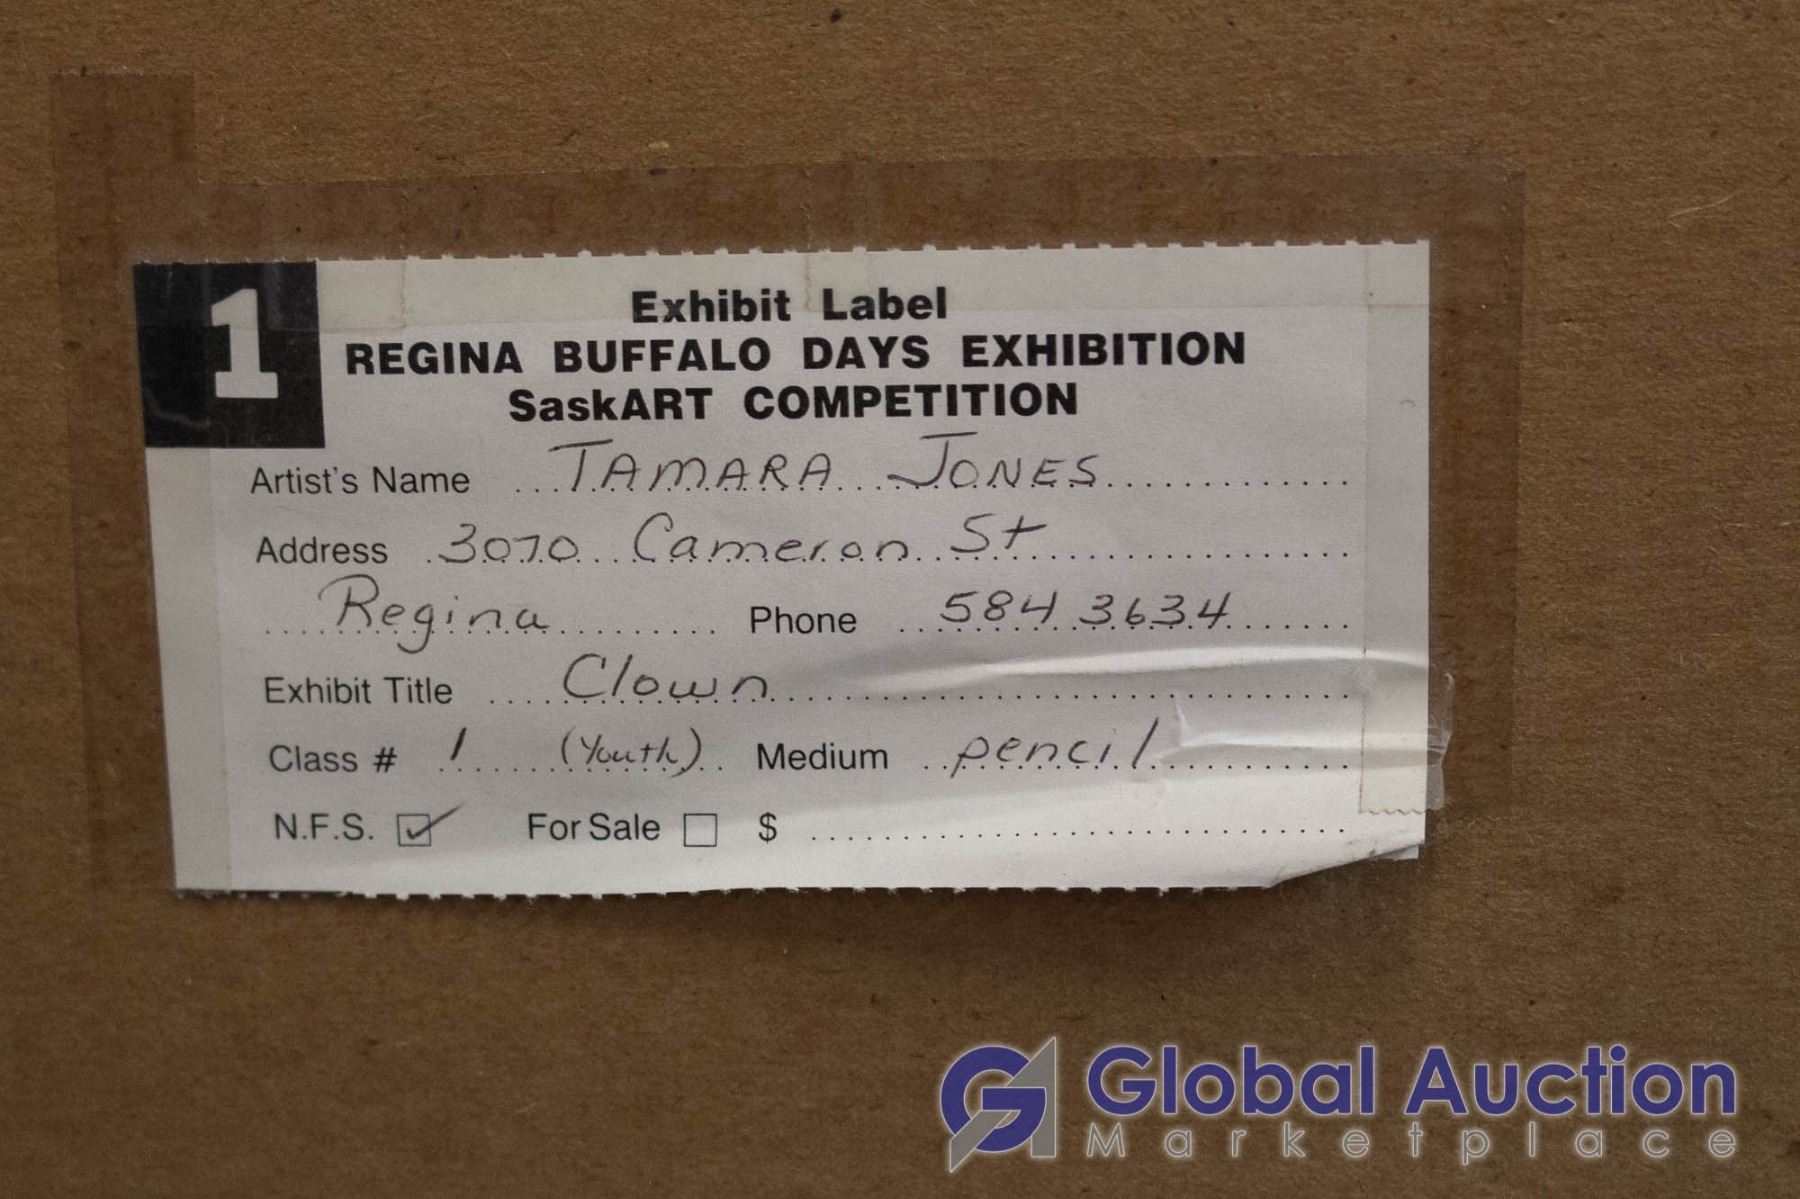 1
Exhibit Label
REGINA BUFFALO DAYS EXHIBITION
SaskART COMPETITION
Artist's Name TAMARA JONES
Address 3070 Cameron St
Regina Phone 584 3634
Exhibit Title Clown
Class # 1 (Youth) Medium pencil
N.F.S. For Sale $
Global Auction
Marketplace